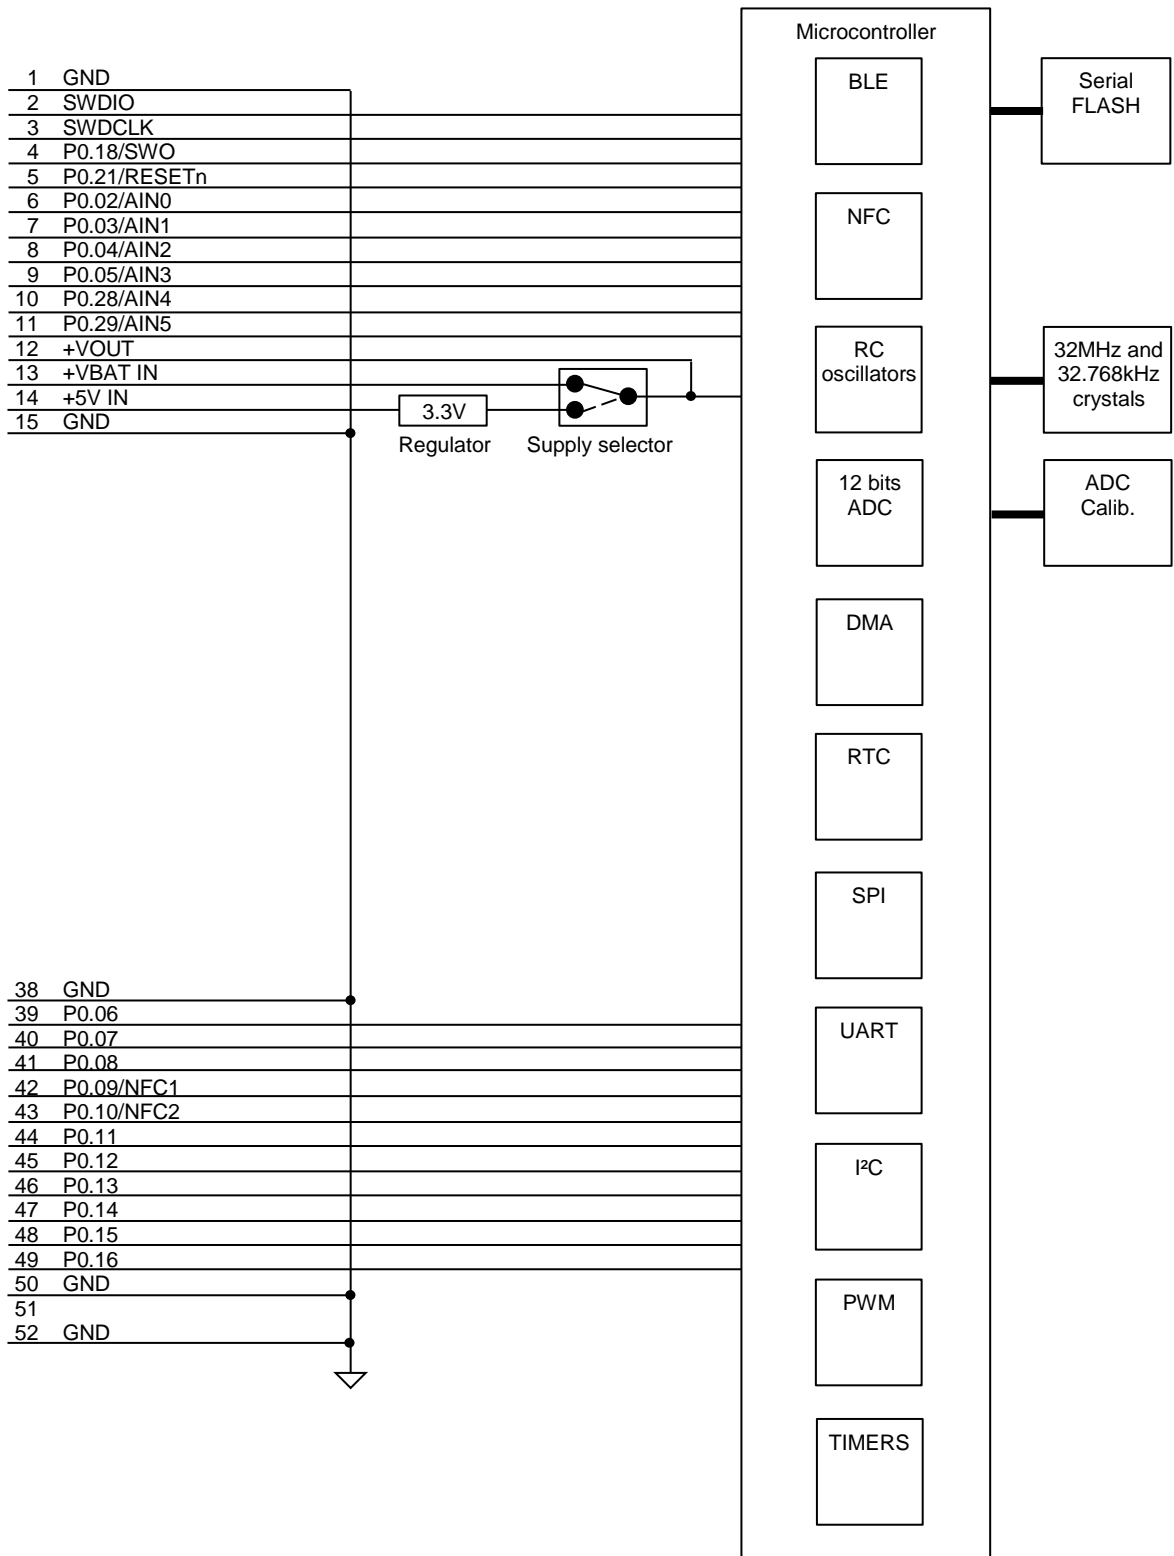 Microcontroller
1 GND
2 SWDIO
3 SWDCLK
4 P0.18/SWO
5 P0.21/RESETn
6 P0.02/AIN0
7 P0.03/AIN1
8 P0.04/AIN2
9 P0.05/AIN3
10 P0.28/AIN4
11 P0.29/AIN5
12 +VOUT
13 +VBAT IN
14 +5V IN
15 GND
3.3V
Regulator
Supply selector
38 GND
39 P0.06
40 P0.07
41 P0.08
42 P0.09/NFC1
43 P0.10/NFC2
44 P0.11
45 P0.12
46 P0.13
47 P0.14
48 P0.15
49 P0.16
50 GND
51
52 GND
BLE
NFC
RC
oscillators
12 bits
ADC
DMA
RTC
SPI
UART
I²C
PWM
TIMERS
Serial
FLASH
32MHz and
32.768kHz
crystals
ADC
Calib.